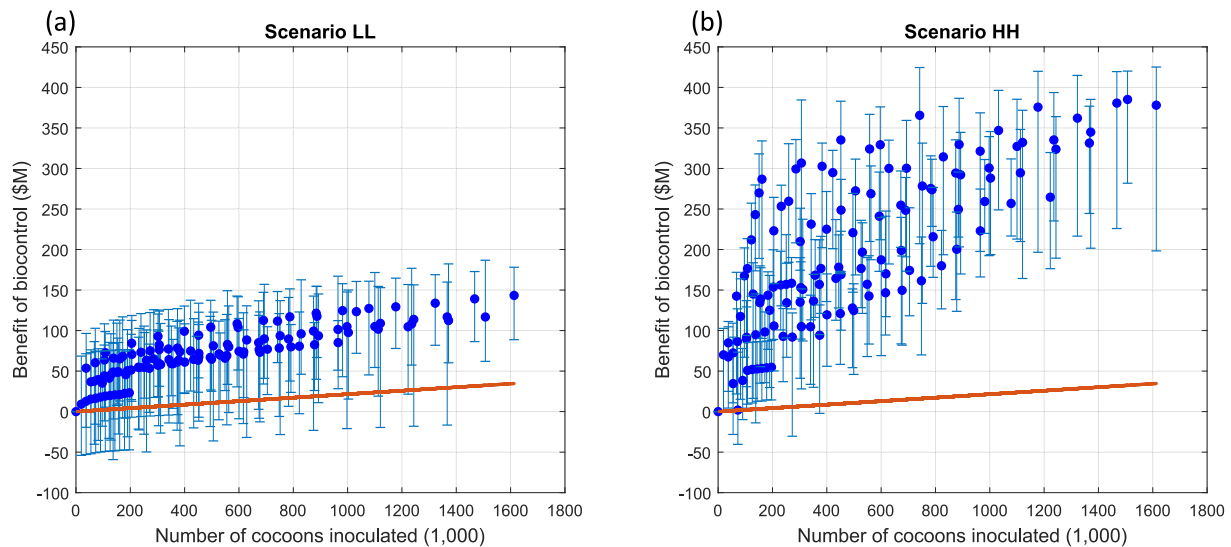 (a)
Scenario LL
Benefit of biocontrol ($M)
450
400
350
300
250
200
150
100
50
0
-50
-100
0 200 400 600 800 1000 1200 1400 1600 1800
Number of cocoons inoculated (1,000)
(b)
Scenario HH
Benefit of biocontrol ($M)
450
400
350
300
250
200
150
100
50
0
-50
-100
0 200 400 600 800 1000 1200 1400 1600 1800
Number of cocoons inoculated (1,000)